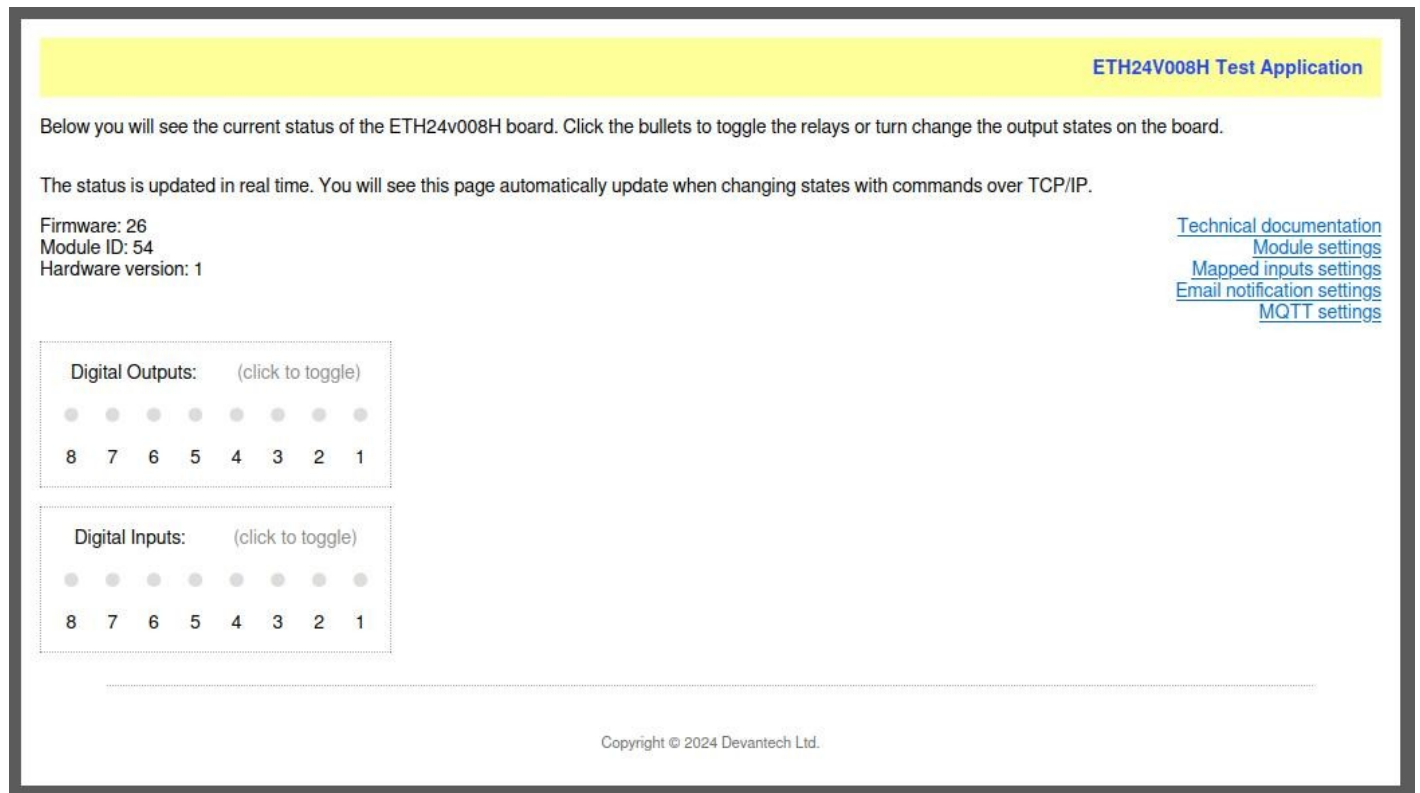 ETH24V008H Test Application
Below you will see the current status of the ETH24v008H board. Click the bullets to toggle the relays or turn change the output states on the board.
The status is updated in real time. You will see this page automatically update when changing states with commands over TCP/IP.
Firmware: 26
Module ID: 54
Hardware version: 1
Technical documentation
Module settings
Mapped inputs settings
Email notification settings
MQTT settings
Digital Outputs: (click to toggle)
8 7 6 5 4 3 2 1
Digital Inputs: (click to toggle)
8 7 6 5 4 3 2 1
Copyright © 2024 Devantech Ltd.